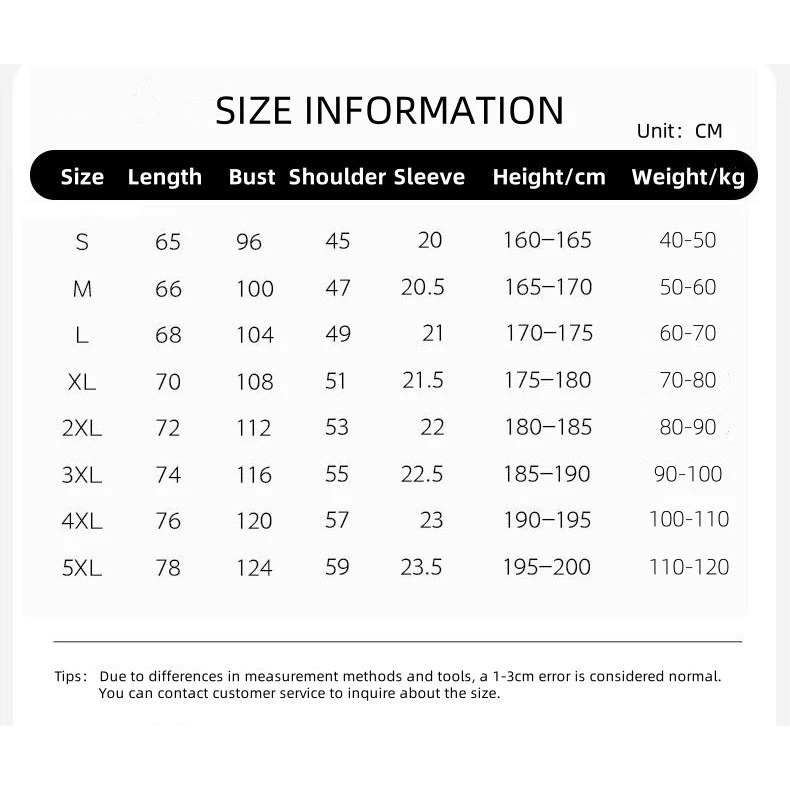 SIZE INFORMATION
Unit：CM
Size Length Bust Shoulder Sleeve Height/cm Weight/kg
S 65 96 45 20 160—165 40-50
M 66 100 47 20.5 165—170 50-60
L 68 104 49 21 170—175 60-70
XL 70 108 51 21.5 175—180 70-80
2XL 72 112 53 22 180—185 80-90
3XL 74 116 55 22.5 185—190 90-100
4XL 76 120 57 23 190—195 100-110
5XL 78 124 59 23.5 195—200 110-120
Tips： Due to differences in measurement methods and tools, a 1-3cm error is considered normal.
You can contact customer service to inquire about the size.